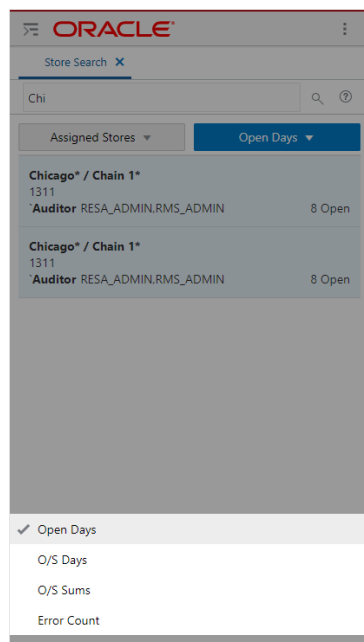 ORACLE
Store Search
Chi
Assigned Stores
Open Days
Chicago* / Chain 1*
1311
`Auditor RESA_ADMIN,RMS_ADMIN 8 Open
Chicago* / Chain 1*
1311
`Auditor RESA_ADMIN,RMS_ADMIN 8 Open
Open Days
O/S Days
O/S Sums
Error Count